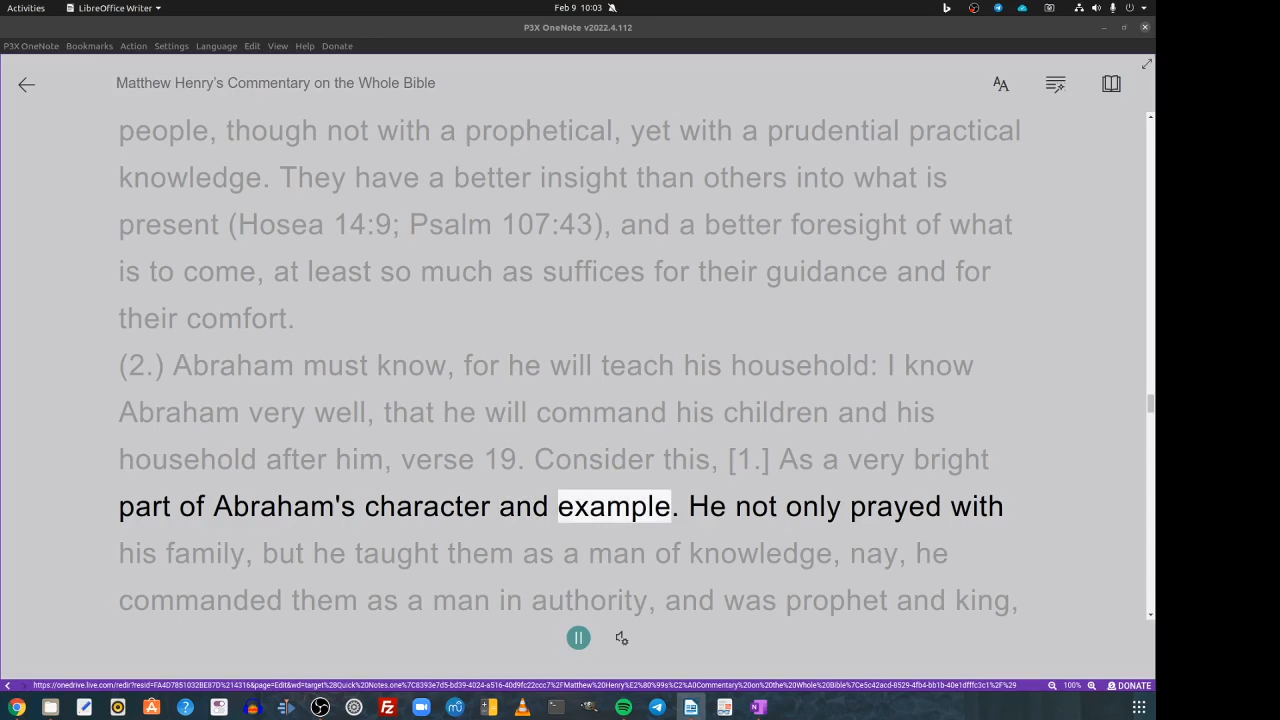 Activities
LibreOffice Writer
Feb 9 10:03
P3X OneNote v2022.4.112
P3X OneNote Bookmarks Action Settings Language Edit View Help Donate
Matthew Henry's Commentary on the Whole Bible
people, though not with a prophetical, yet with a prudential practical
knowledge. They have a better insight than others into what is
present (Hosea 14:9; Psalm 107:43), and a better foresight of what
is to come, at least so much as suffices for their guidance and for
their comfort.
(2.) Abraham must know, for he will teach his household: I know
Abraham very well, that he will command his children and his
household after him, verse 19. Consider this, [1.] As a very bright
part of Abraham's character and example. He not only prayed with
his family, but he taught them as a man of knowledge, nay, he
commanded them as a man in authority, and was prophet and king,
100% DONATE